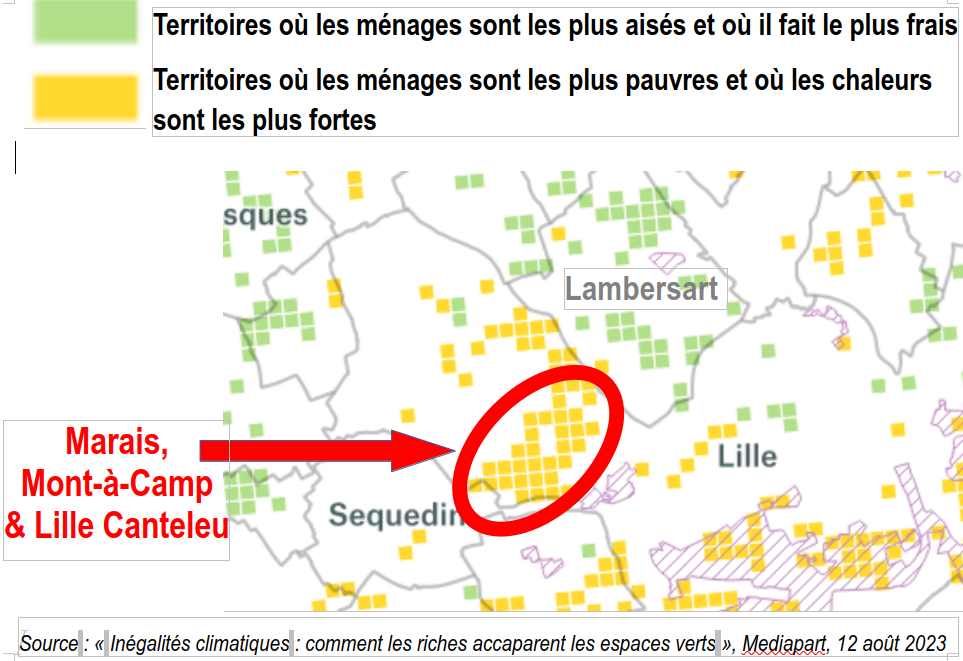 Territoires où les ménages sont les plus aisés et où il fait le plus frais
Territoires où les ménages sont les plus pauvres et où les chaleurs
sont les plus fortes
sques
Lambersart
Marais,
Mont-à-Camp
& Lille Canteleu
Lille
Sequedin
Source : « Inégalités climatiques : comment les riches accaparent les espaces verts », Mediapart, 12 août 2023